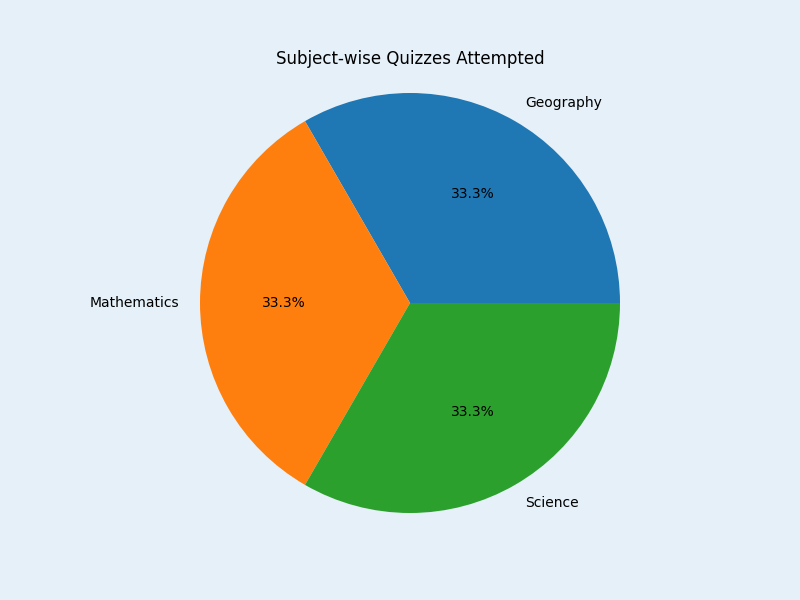 Subject-wise Quizzes Attempted
Geography
33.3%
Mathematics
33.3%
33.3%
Science